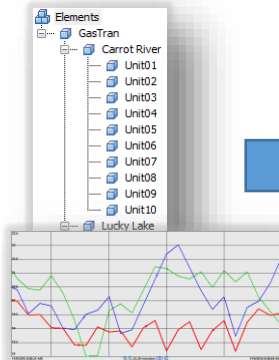 Elements
GasTran
Carrot River
Unit01
Unit02
Unit03
Unit04
Unit05
Unit06
Unit07
Unit08
Unit09
Unit10
Lucky Lake